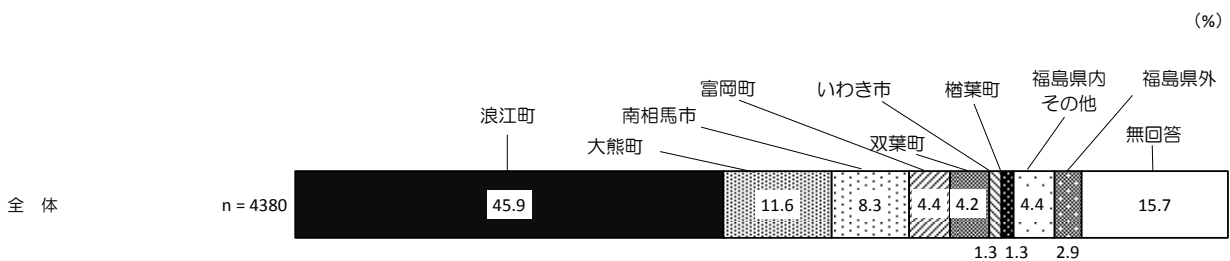 (%)
浪江町
大熊町
南相馬市
富岡町
双葉町
いわき市
楢葉町
福島県内
その他
福島県外
無回答
全 体
n = 4380
45.9
11.6
8.3
4.4
4.2
1.3
1.3
4.4
2.9
15.7